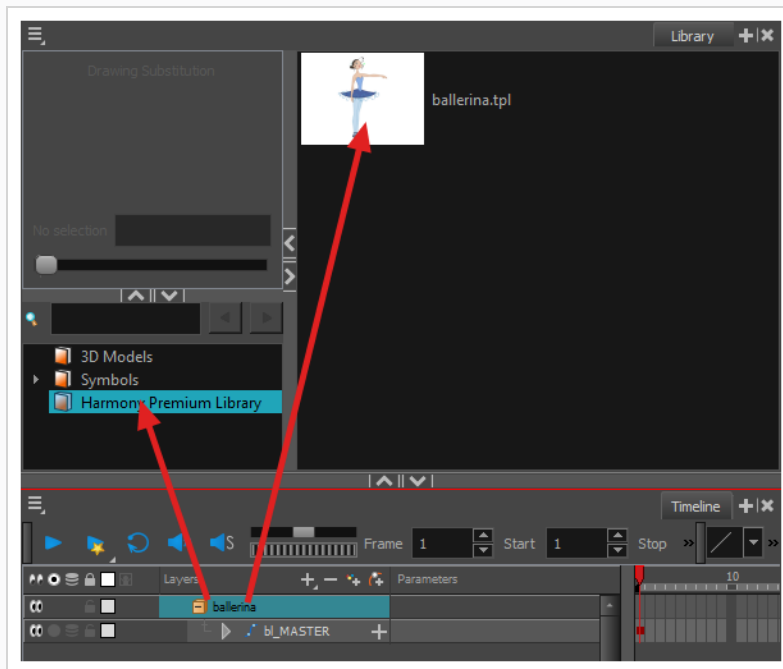 Library
Drawing Substitution
ballerina.tpl
No selection
3D Models
Symbols
Harmony Premium Library
Timeline
S Frame 1 Start 1 Stop
Layers Parameters 10
ballerina
bl_MASTER